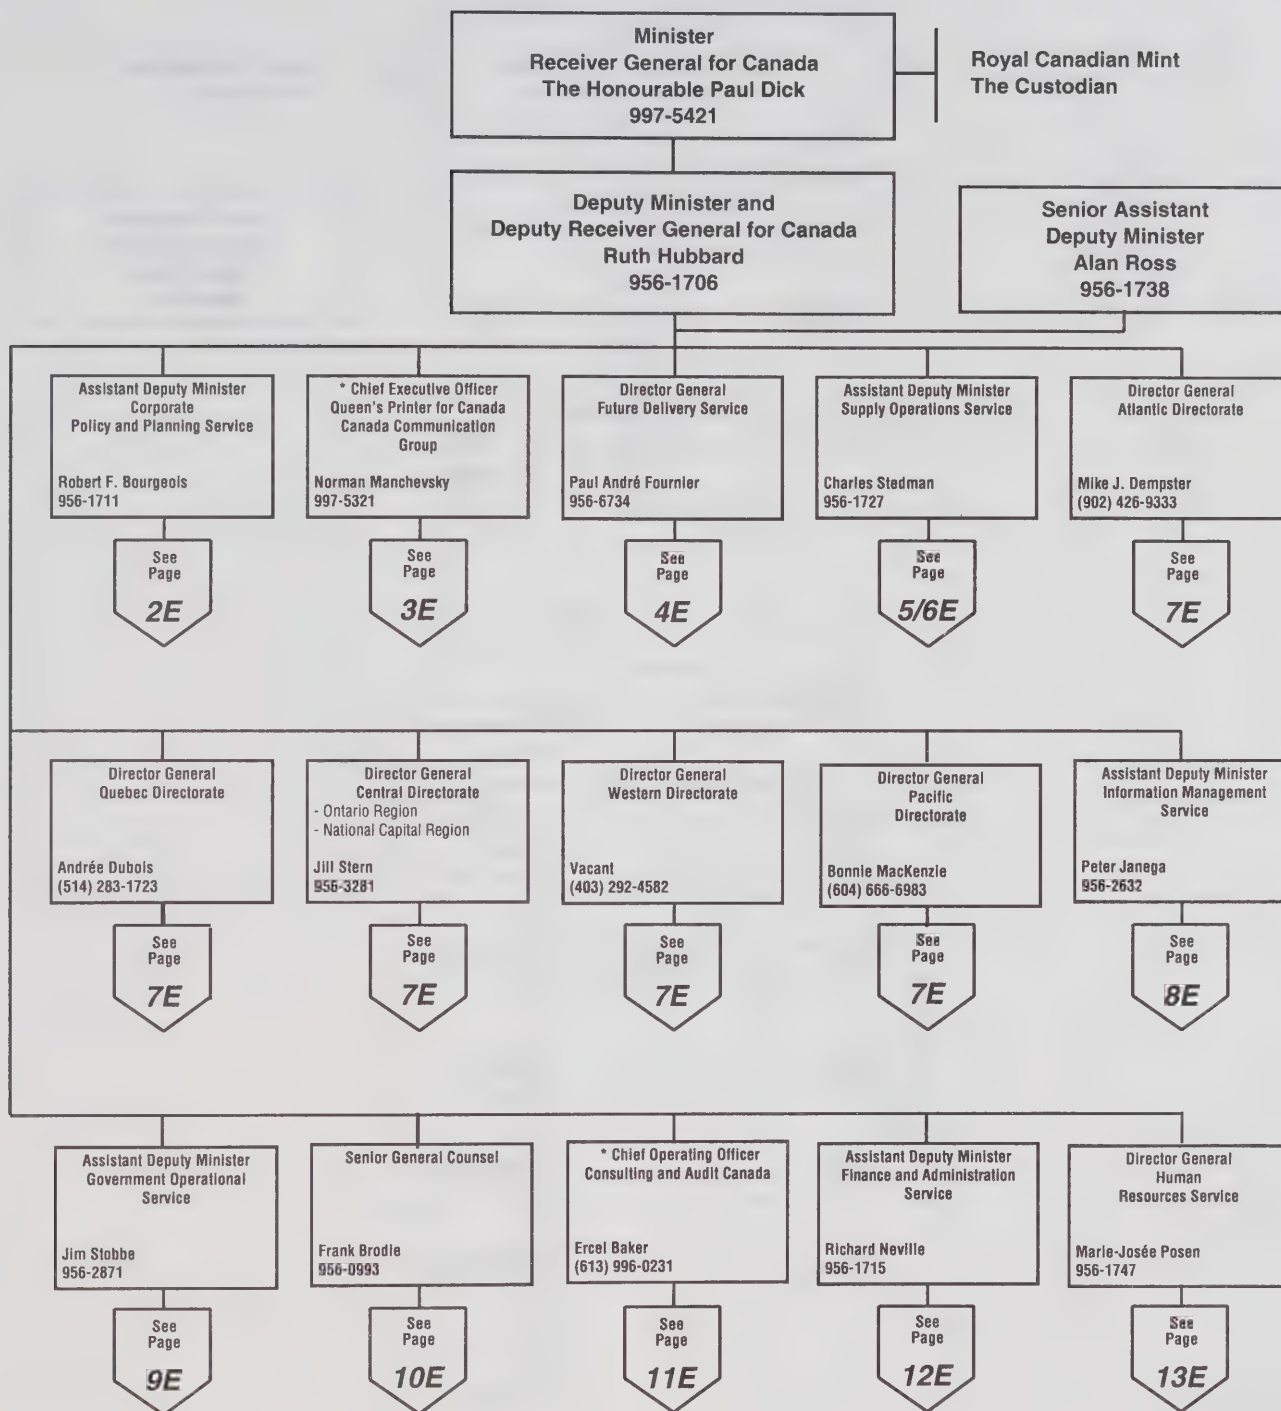 Minister
Receiver General for Canada
The Honourable Paul Dick
997-5421
Royal Canadian Mint
The Custodian
Deputy Minister and
Deputy Receiver General for Canada
Ruth Hubbard
956-1706
Senior Assistant
Deputy Minister
Alan Ross
956-1738
Assistant Deputy Minister
Corporate
Policy and Planning Service
Robert F. Bourgeois
956-1711
See
Page
2E
* Chief Executive Officer
Queen's Printer for Canada
Canada Communication
Group
Norman Manchevsky
997-5321
See
Page
3E
Director General
Future Delivery Service
Paul André Fournier
956-6734
See
Page
4E
Assistant Deputy Minister
Supply Operations Service
Charles Stedman
956-1727
See
Page
5/6E
Director General
Atlantic Directorate
Mike J. Dempster
(902) 426-9333
See
Page
7E
Director General
Quebec Directorate
Andrée Dubois
(514) 283-1723
See
Page
7E
Director General
Central Directorate
- Ontario Region
- National Capital Region
Jill Stern
956-3281
See
Page
7E
Director General
Western Directorate
Vacant
(403) 292-4582
See
Page
7E
Director General
Pacific
Directorate
Bonnie MacKenzie
(604) 666-6983
See
Page
7E
Assistant Deputy Minister
Information Management
Service
Peter Janega
956-2632
See
Page
8E
Assistant Deputy Minister
Government Operational
Service
Jim Stobbe
956-2871
See
Page
9E
Senior General Counsel
Frank Brodie
956-0993
See
Page
10E
* Chief Operating Officer
Consulting and Audit Canada
Ercel Baker
(613) 996-0231
See
Page
11E
Assistant Deputy Minister
Finance and Administration
Service
Richard Neville
956-1715
See
Page
12E
Director General
Human
Resources Service
Marie-Josée Posen
956-1747
See
Page
13E